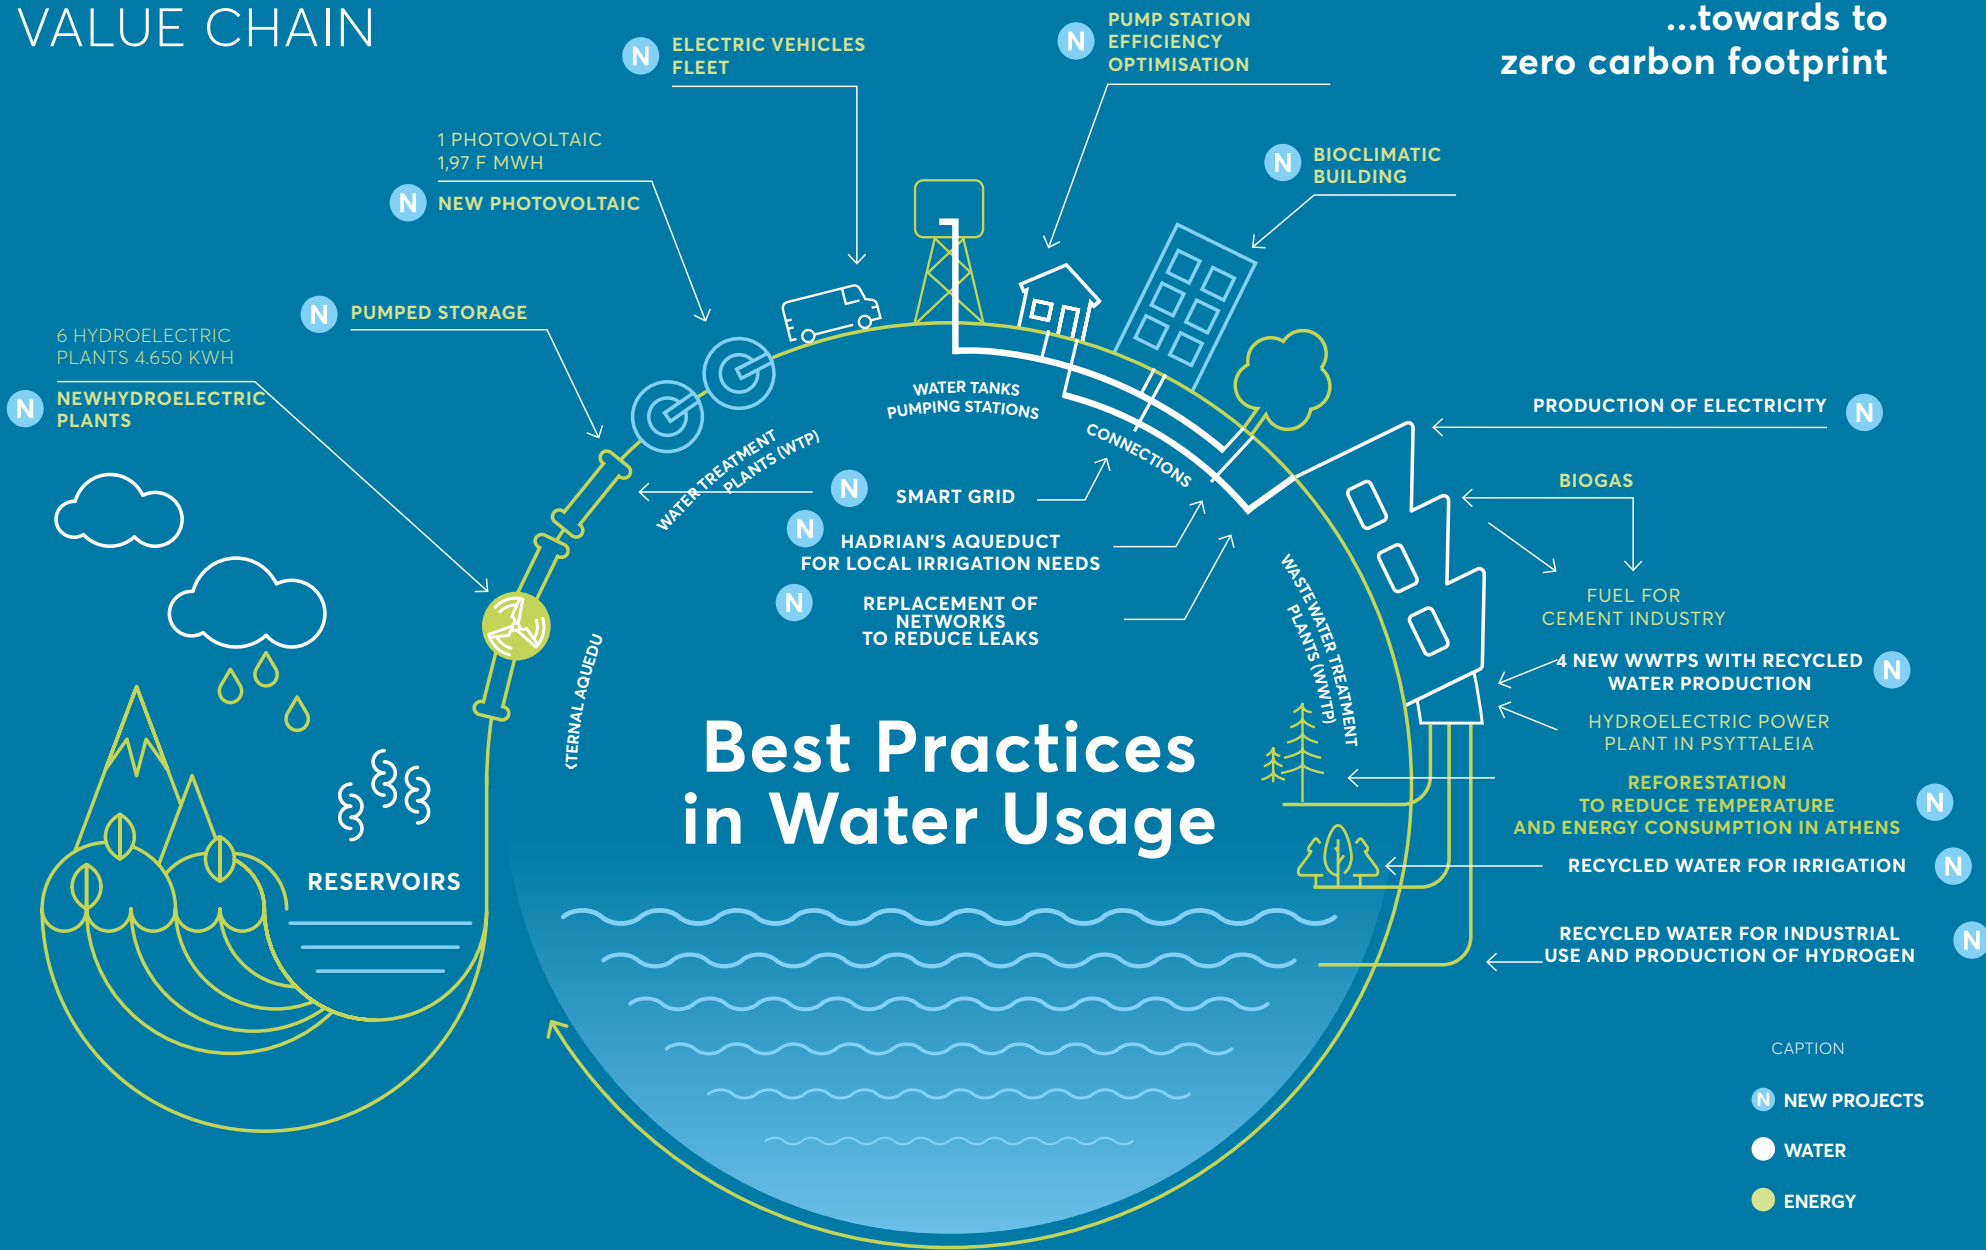 VALUE CHAIN
...towards to
zero carbon footprint
N
ELECTRIC VEHICLES
FLEET
N
PUMP STATION
EFFICIENCY
OPTIMISATION
1 PHOTOVOLTAIC
1,97 F MWH
N
NEW PHOTOVOLTAIC
N
BIOCLIMATIC
BUILDING
N
PUMPED STORAGE
6 HYDROELECTRIC
PLANTS 4.650 KWH
N
NEWHYDROELECTRIC
PLANTS
WATER TANKS
PUMPING STATIONS
WATER TREATMENT
PLANTS (WTP)
CONNECTIONS
N
SMART GRID
N
HADRIAN'S AQUEDUCT
FOR LOCAL IRRIGATION NEEDS
N
REPLACEMENT OF
NETWORKS
TO REDUCE LEAKS
PRODUCTION OF ELECTRICITY
N
BIOGAS
FUEL FOR
CEMENT INDUSTRY
WASTEWATER TREATMENT
PLANTS (WWTP)
TERNAL AQUEDU
4 NEW WWTPS WITH RECYCLED
WATER PRODUCTION
N
HYDROELECTRIC POWER
PLANT IN PSYTTALEIA
REFORESTATION
TO REDUCE TEMPERATURE
AND ENERGY CONSUMPTION IN ATHENS
N
Best Practices
in Water Usage
RESERVOIRS
RECYCLED WATER FOR IRRIGATION
N
RECYCLED WATER FOR INDUSTRIAL
USE AND PRODUCTION OF HYDROGEN
N
CAPTION
N
NEW PROJECTS
WATER
ENERGY